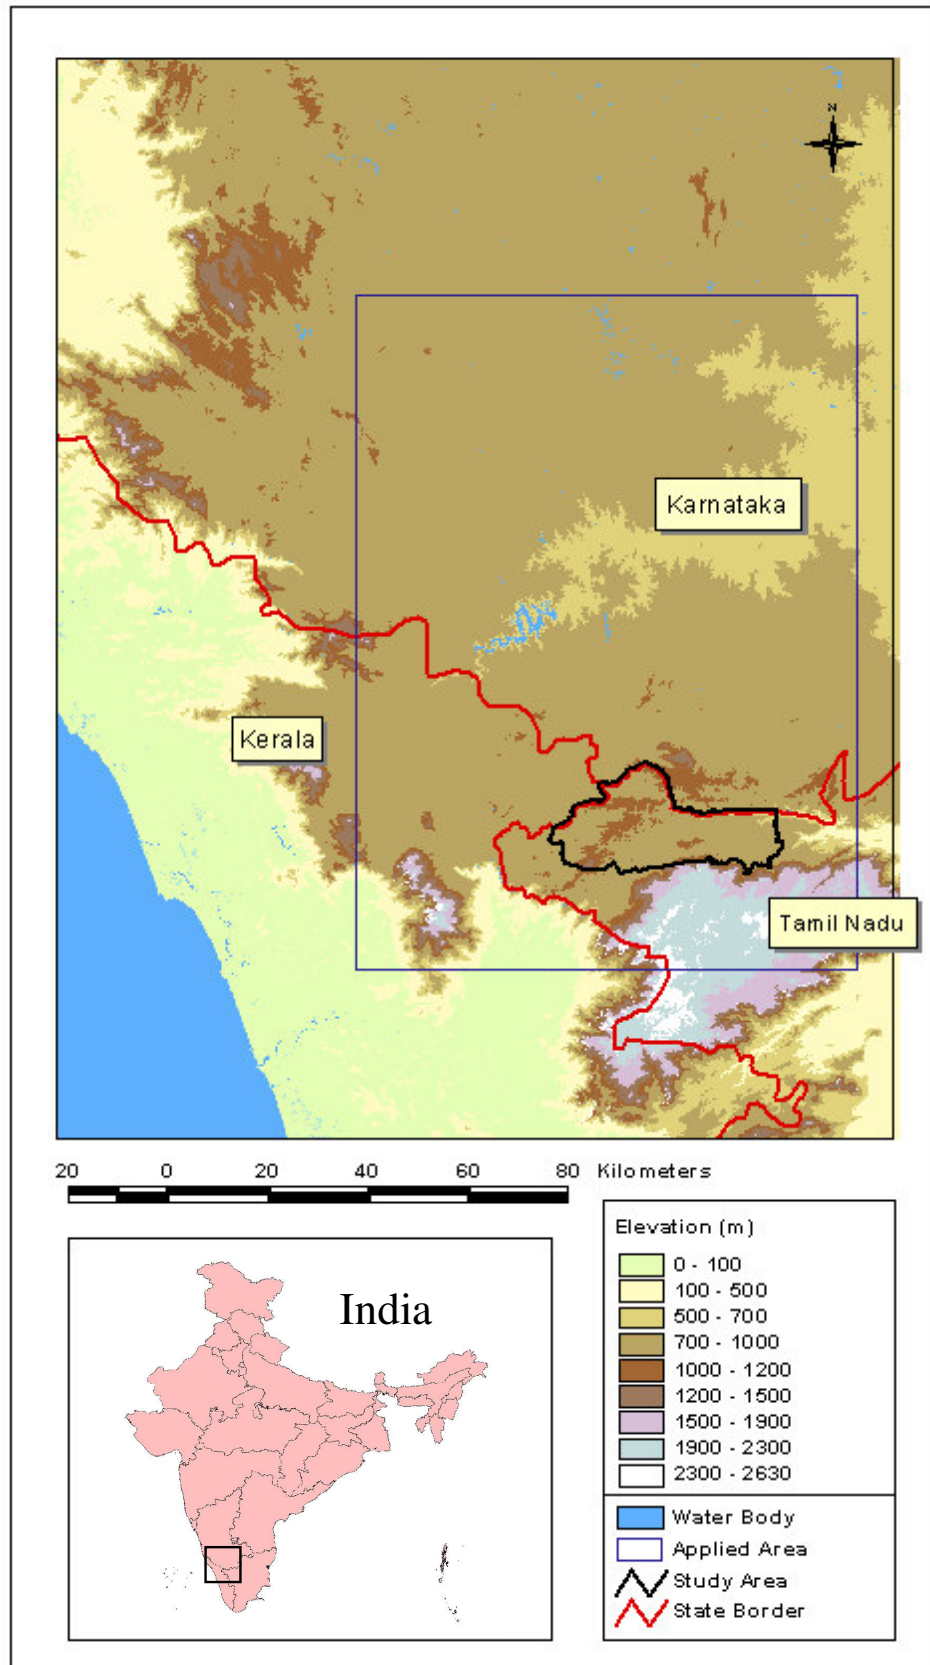 N
Karnataka
Kerala
Tamil Nadu
20 0 20 40 60 80 Kilometers
Elevation (m)
0 - 100
100 - 500
500 - 700
700 - 1000
1000 - 1200
1200 - 1500
1500 - 1900
1900 - 2300
2300 - 2630
Water Body
Applied Area
Study Area
State Border
India